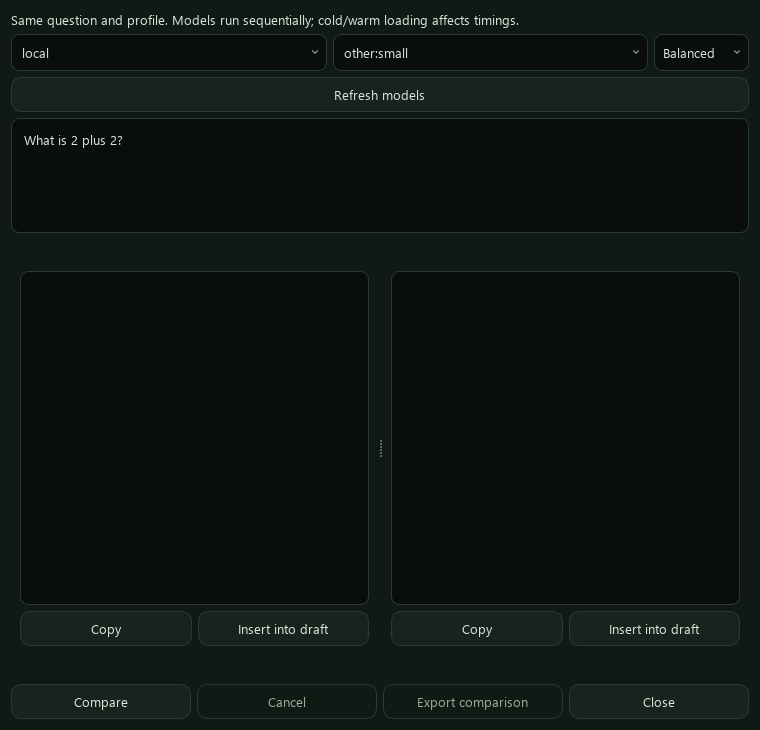 Same question and profile. Models run sequentially; cold/warm loading affects timings.
local other:small Balanced
Refresh models
What is 2 plus 2?
Copy Insert into draft Copy Insert into draft
Compare Cancel Export comparison Close